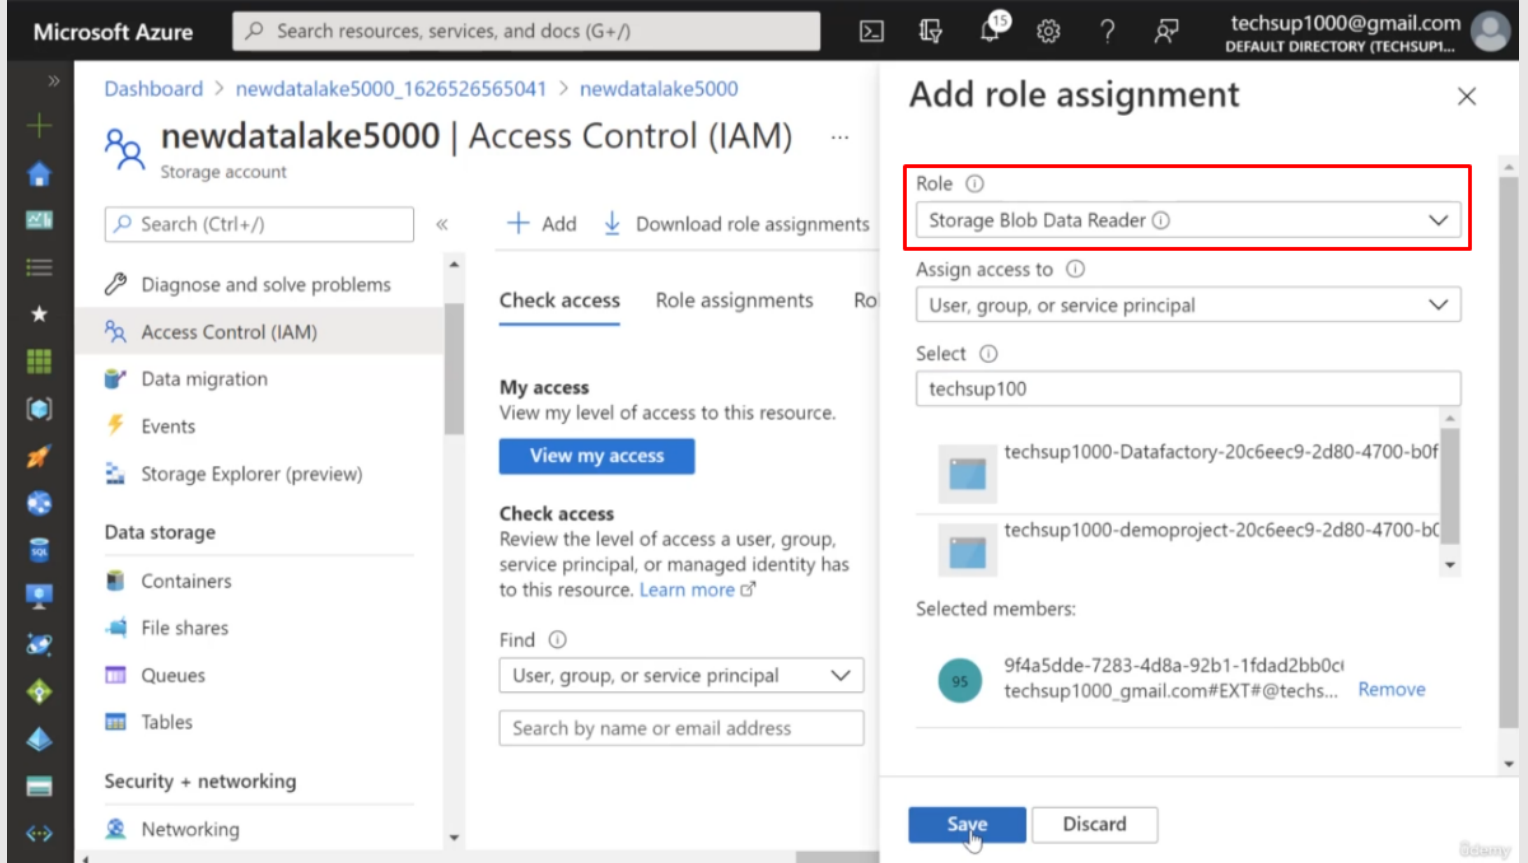 Microsoft Azure
Search resources, services, and docs (G+/)
15
techsup1000@gmail.com
DEFAULT DIRECTORY (TECHSUP1...
Dashboard > newdatalake5000_1626526565041 > newdatalake5000
newdatalake5000 | Access Control (IAM) ...
Storage account
Search (Ctrl+/)
Diagnose and solve problems
Access Control (IAM)
Data migration
Events
Storage Explorer (preview)
Data storage
Containers
File shares
Queues
Tables
Security + networking
Networking
Add
Download role assignments
Check access
Role assignments
Ro
My access
View my level of access to this resource.
View my access
Check access
Review the level of access a user, group,
service principal, or managed identity has
to this resource. Learn more
Find
User, group, or service principal
Search by name or email address
Add role assignment
Role
Storage Blob Data Reader
Assign access to
User, group, or service principal
Select
techsup100
techsup1000-Datafactory-20c6eec9-2d80-4700-b0f
techsup1000-demoproject-20c6eec9-2d80-4700-b0
Selected members:
95
9f4a5dde-7283-4d8a-92b1-1fdad2bb0c
techsup1000_gmail.com#EXT#@techs...
Remove
Save
Discard
SQL
ûdemy